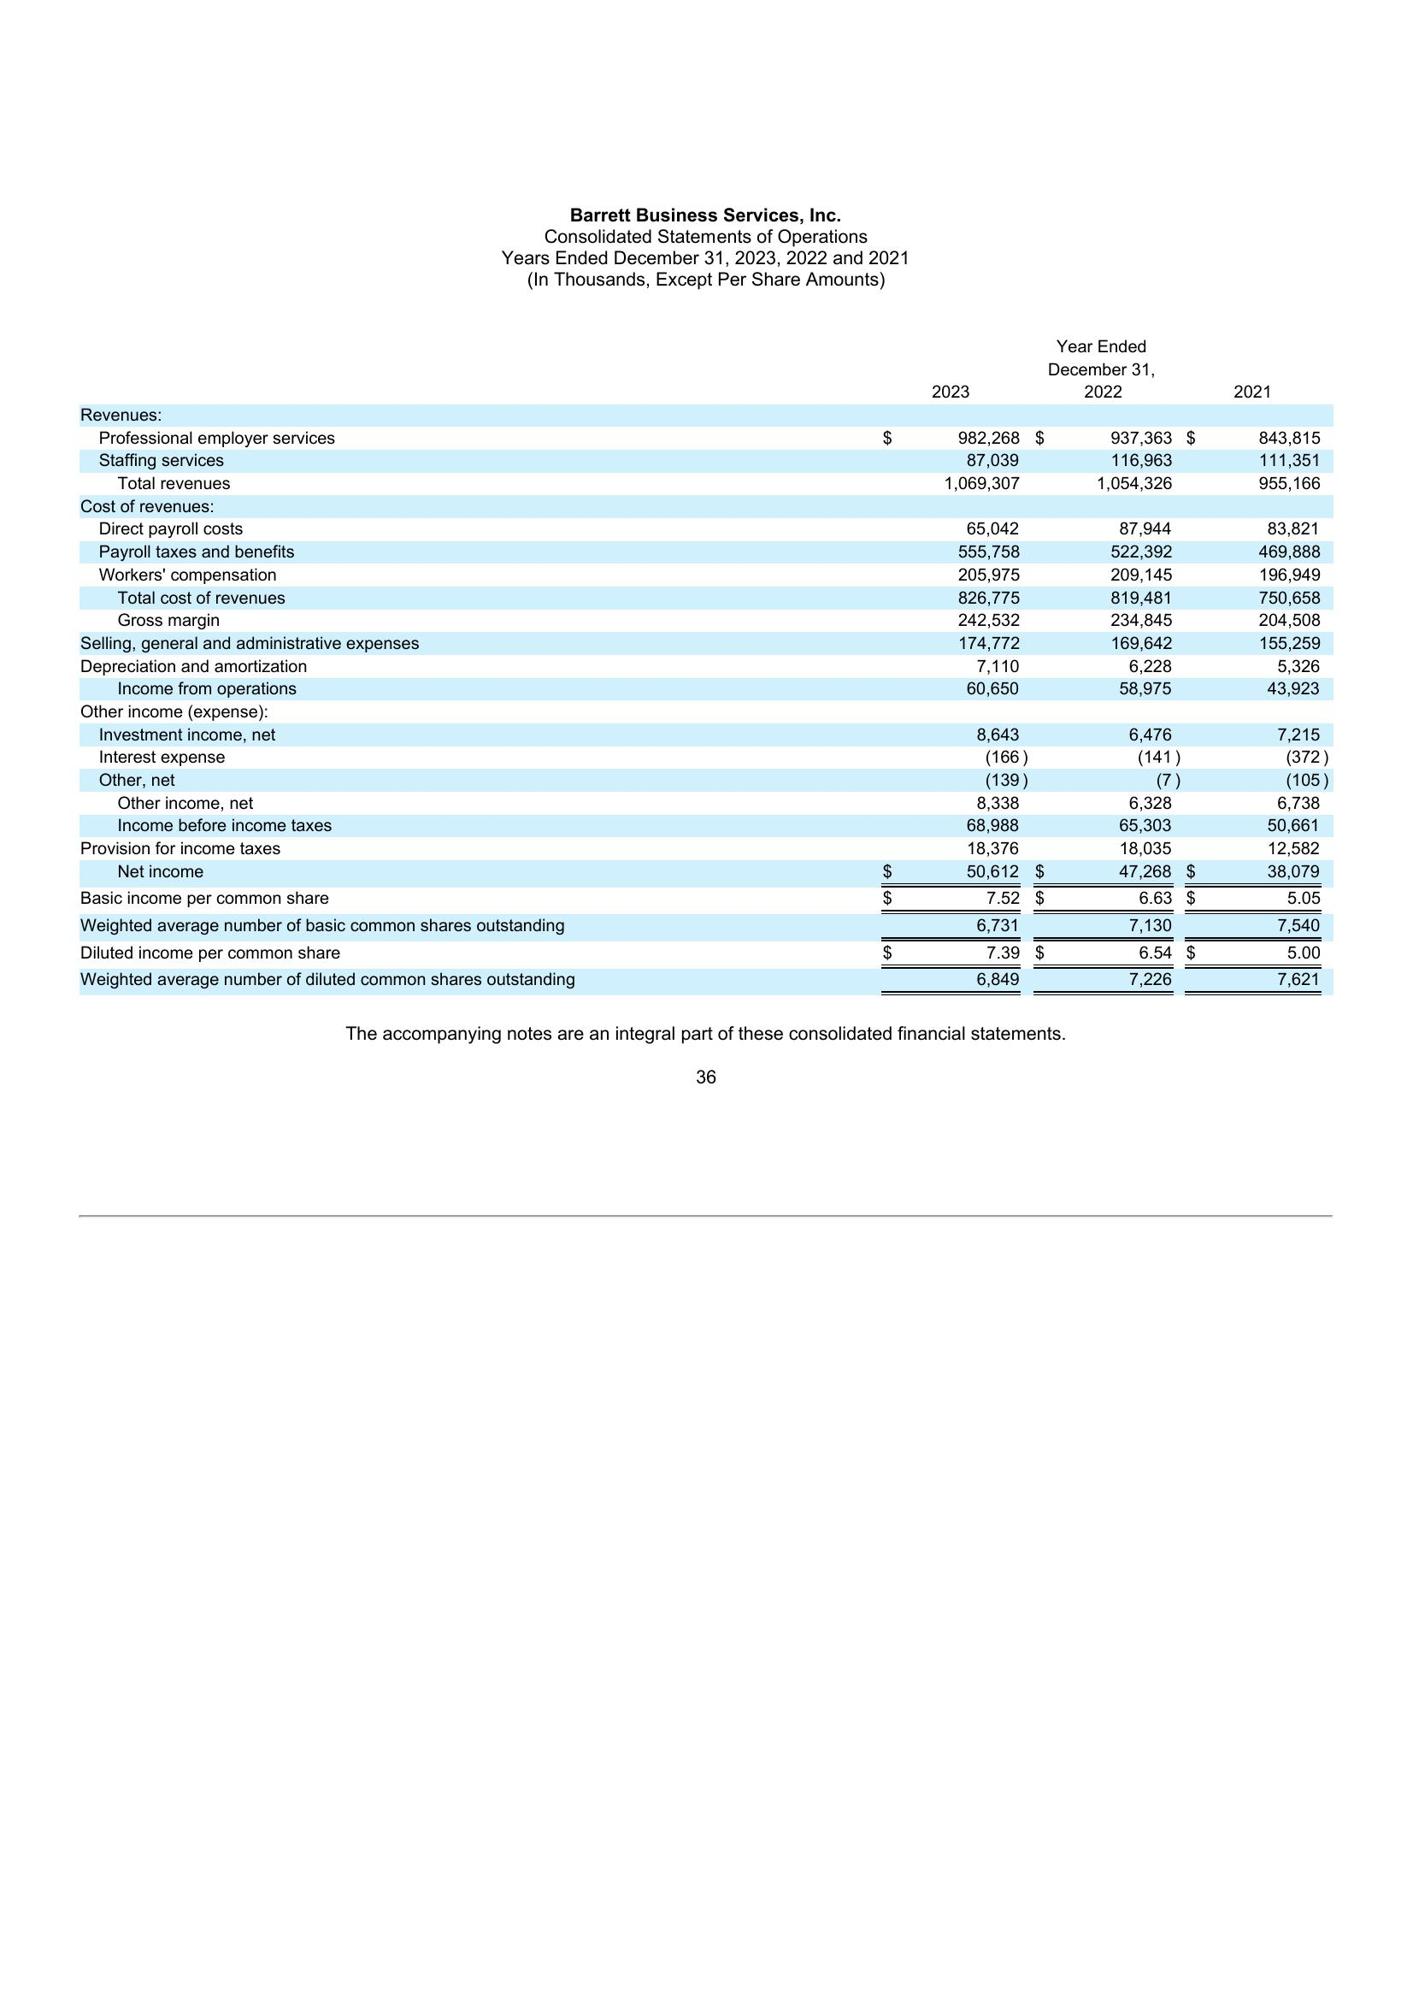 Barrett Business Services, Inc.
Consolidated Statements of Operations
Years Ended December 31, 2023, 2022 and 2021
(In Thousands, Except Per Share Amounts)
Year Ended
December 31,
2023 2022 2021
Revenues:
Professional employer services $ 982,268 $ 937,363 $ 843,815
Staffing services 87,039 116,963 111,351
Total revenues 1,069,307 1,054,326 955,166
Cost of revenues:
Direct payroll costs 65,042 87,944 83,821
Payroll taxes and benefits 555,758 522,392 469,888
Workers' compensation 205,975 209,145 196,949
Total cost of revenues 826,775 819,481 750,658
Gross margin 242,532 234,845 204,508
Selling, general and administrative expenses 174,772 169,642 155,259
Depreciation and amortization 7,110 6,228 5,326
Income from operations 60,650 58,975 43,923
Other income (expense):
Investment income, net 8,643 6,476 7,215
Interest expense (166) (141) (372)
Other, net (139) (7) (105)
Other income, net 8,338 6,328 6,738
Income before income taxes 68,988 65,303 50,661
Provision for income taxes 18,376 18,035 12,582
Net income $ 50,612 $ 47,268 $ 38,079
Basic income per common share $ 7.52 $ 6.63 $ 5.05
Weighted average number of basic common shares outstanding 6,731 7,130 7,540
Diluted income per common share $ 7.39 $ 6.54 $ 5.00
Weighted average number of diluted common shares outstanding 6,849 7,226 7,621
The accompanying notes are an integral part of these consolidated financial statements.
36